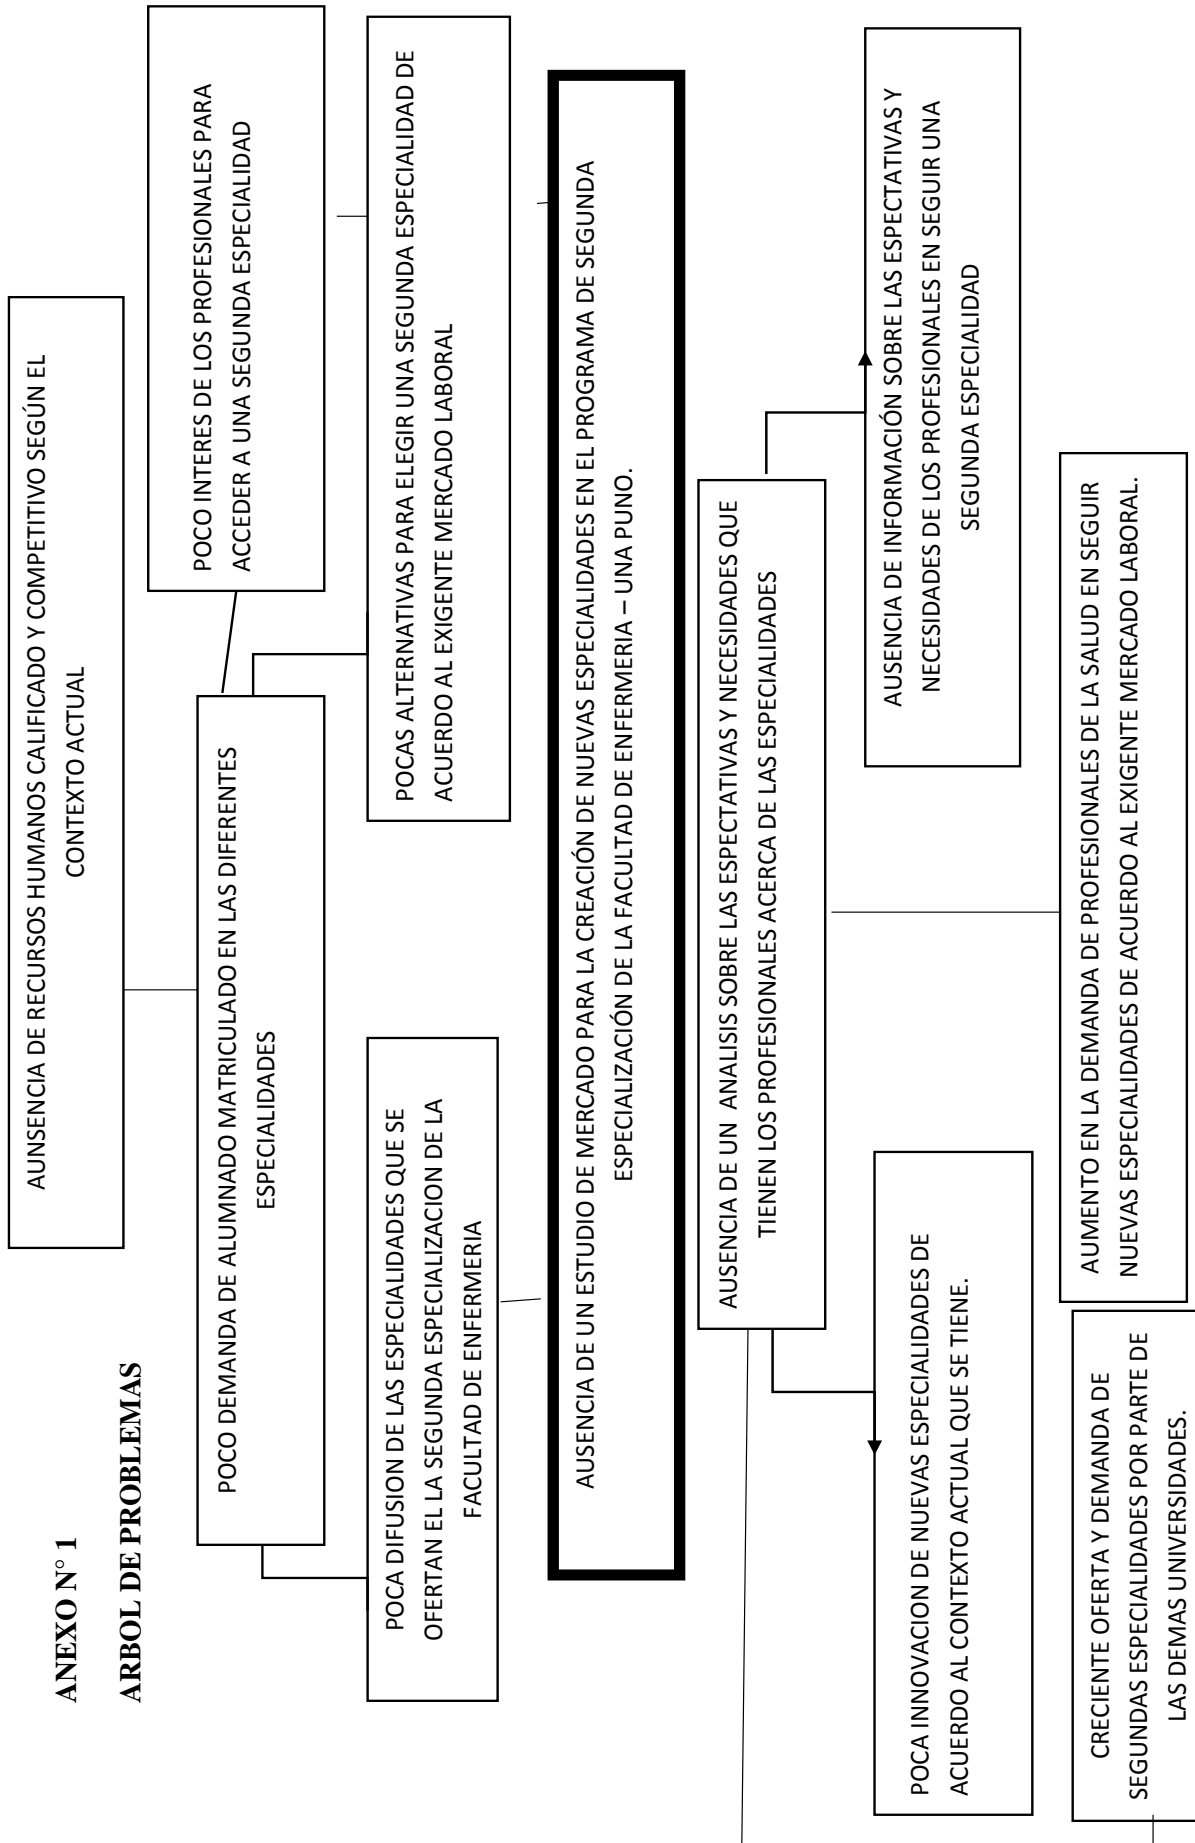 ANEXO N° 1
ARBOL DE PROBLEMAS
AUNSENCIA DE RECURSOS HUMANOS CALIFICADO Y COMPETITIVO SEGÚN EL
CONTEXTO ACTUAL
POCO INTERES DE LOS PROFESIONALES PARA
ACCEDER A UNA SEGUNDA ESPECIALIDAD
POCO DEMANDA DE ALUMNADO MATRICULADO EN LAS DIFERENTES
ESPECIALIDADES
POCA DIFUSION DE LAS ESPECIALIDADES QUE SE
OFERTAN EL LA SEGUNDA ESPECIALIZACION DE LA
FACULTAD DE ENFERMERIA
POCAS ALTERNATIVAS PARA ELEGIR UNA SEGUNDA ESPECIALIDAD DE
ACUERDO AL EXIGENTE MERCADO LABORAL
AUSENCIA DE UN ESTUDIO DE MERCADO PARA LA CREACIÓN DE NUEVAS ESPECIALIDADES EN EL PROGRAMA DE SEGUNDA
ESPECIALIZACIÓN DE LA FACULTAD DE ENFERMERIA – UNA PUNO.
AUSENCIA DE UN ANALISIS SOBRE LAS ESPECTATIVAS Y NECESIDADES QUE
TIENEN LOS PROFESIONALES ACERCA DE LAS ESPECIALIDADES
POCA INNOVACION DE NUEVAS ESPECIALIDADES DE
ACUERDO AL CONTEXTO ACTUAL QUE SE TIENE.
AUSENCIA DE INFORMACIÓN SOBRE LAS ESPECTATIVAS Y
NECESIDADES DE LOS PROFESIONALES EN SEGUIR UNA
SEGUNDA ESPECIALIDAD
CRECIENTE OFERTA Y DEMANDA DE
SEGUNDAS ESPECIALIDADES POR PARTE DE
LAS DEMAS UNIVERSIDADES.
AUMENTO EN LA DEMANDA DE PROFESIONALES DE LA SALUD EN SEGUIR
NUEVAS ESPECIALIDADES DE ACUERDO AL EXIGENTE MERCADO LABORAL.